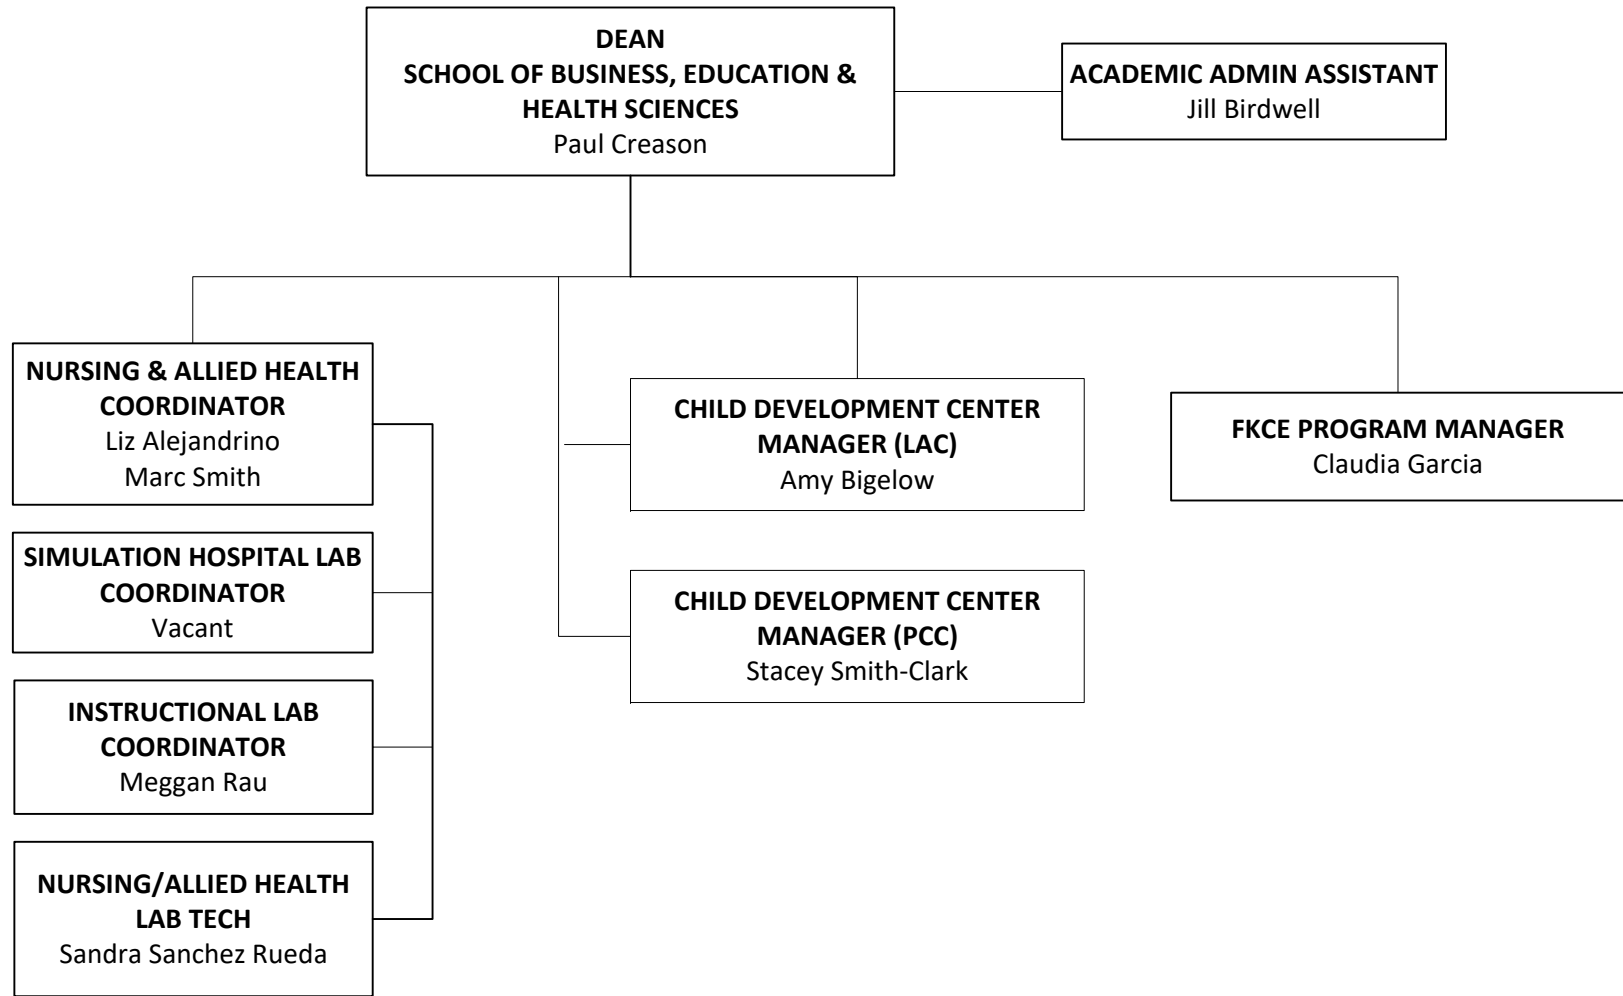 DEAN
SCHOOL OF BUSINESS, EDUCATION &
HEALTH SCIENCES
Paul Creason
ACADEMIC ADMIN ASSISTANT
Jill Birdwell
NURSING & ALLIED HEALTH
COORDINATOR
Liz Alejandrino
Marc Smith
SIMULATION HOSPITAL LAB
COORDINATOR
Vacant
INSTRUCTIONAL LAB
COORDINATOR
Meggan Rau
NURSING/ALLIED HEALTH
LAB TECH
Sandra Sanchez Rueda
CHILD DEVELOPMENT CENTER
MANAGER (LAC)
Amy Bigelow
CHILD DEVELOPMENT CENTER
MANAGER (PCC)
Stacey Smith-Clark
FKCE PROGRAM MANAGER
Claudia Garcia